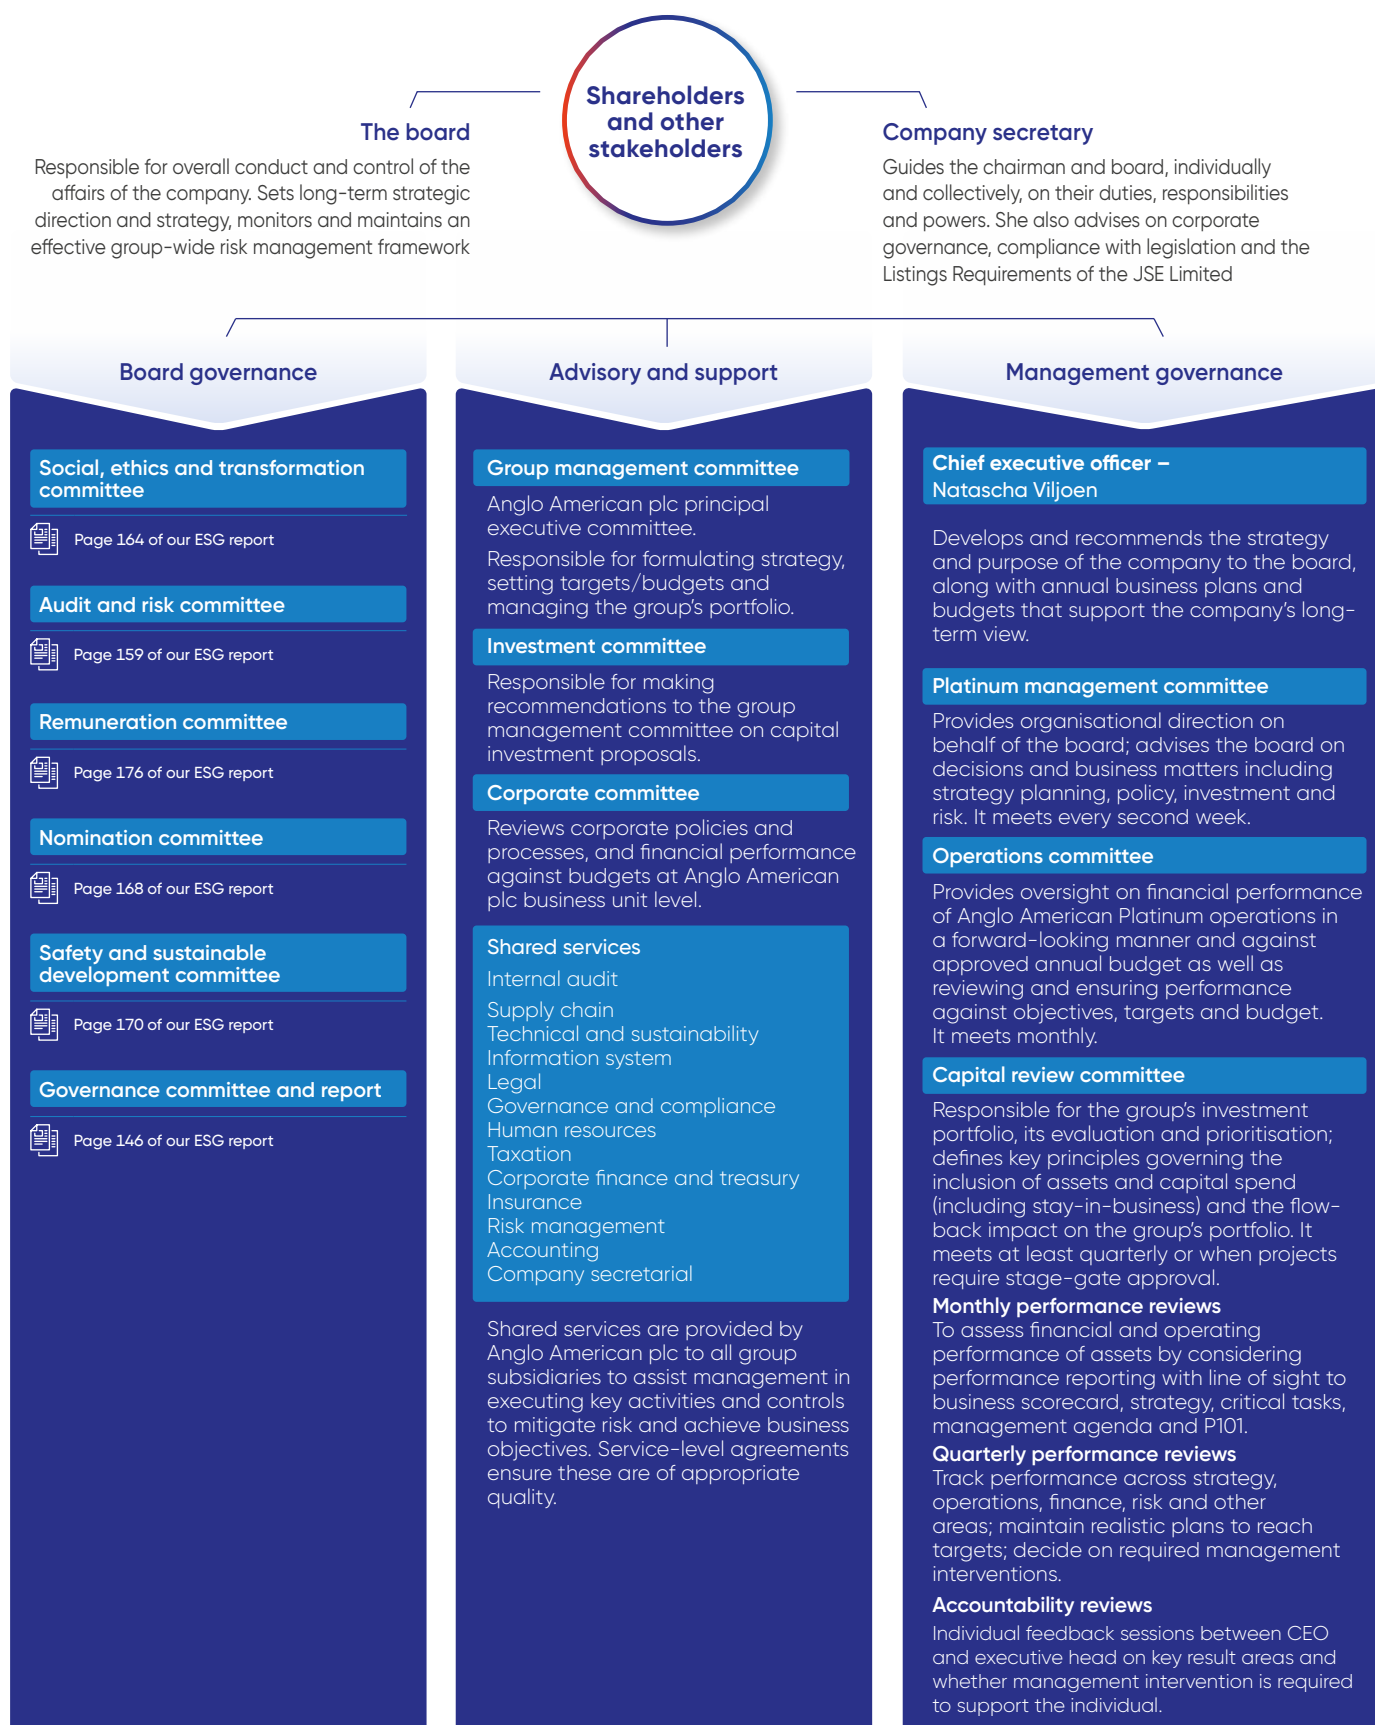 Shareholders
and other
stakeholders
The board
Responsible for overall conduct and control of the
affairs of the company. Sets long-term strategic
direction and strategy, monitors and maintains an
effective group-wide risk management framework
Company secretary
Guides the chairman and board, individually
and collectively, on their duties, responsibilities
and powers. She also advises on corporate
governance, compliance with legislation and the
Listings Requirements of the JSE Limited
Board governance
Social, ethics and transformation
committee
Page 164 of our ESG report
Audit and risk committee
Page 159 of our ESG report
Remuneration committee
Page 176 of our ESG report
Nomination committee
Page 168 of our ESG report
Safety and sustainable
development committee
Page 170 of our ESG report
Governance committee and report
Page 146 of our ESG report
Advisory and support
Group management committee
Anglo American plc principal
executive committee.
Responsible for formulating strategy,
setting targets/budgets and
managing the group's portfolio.
Investment committee
Responsible for making
recommendations to the group
management committee on capital
investment proposals.
Corporate committee
Reviews corporate policies and
processes, and financial performance
against budgets at Anglo American
plc business unit level.
Shared services
Internal audit
Supply chain
Technical and sustainability
Information system
Legal
Governance and compliance
Human resources
Taxation
Corporate finance and treasury
Insurance
Risk management
Accounting
Company secretarial
Shared services are provided by
Anglo American plc to all group
subsidiaries to assist management in
executing key activities and controls
to mitigate risk and achieve business
objectives. Service-level agreements
ensure these are of appropriate
quality.
Management governance
Chief executive officer –
Natascha Viljoen
Develops and recommends the strategy
and purpose of the company to the board,
along with annual business plans and
budgets that support the company's long-
term view.
Platinum management committee
Provides organisational direction on
behalf of the board; advises the board on
decisions and business matters including
strategy planning, policy, investment and
risk. It meets every second week.
Operations committee
Provides oversight on financial performance
of Anglo American Platinum operations in
a forward-looking manner and against
approved annual budget as well as
reviewing and ensuring performance
against objectives, targets and budget.
It meets monthly.
Capital review committee
Responsible for the group's investment
portfolio, its evaluation and prioritisation;
defines key principles governing the
inclusion of assets and capital spend
(including stay-in-business) and the flow-
back impact on the group's portfolio. It
meets at least quarterly or when projects
require stage-gate approval.
Monthly performance reviews
To assess financial and operating
performance of assets by considering
performance reporting with line of sight to
business scorecard, strategy, critical tasks,
management agenda and P101.
Quarterly performance reviews
Track performance across strategy,
operations, finance, risk and other
areas; maintain realistic plans to reach
targets; decide on required management
interventions.
Accountability reviews
Individual feedback sessions between CEO
and executive head on key result areas and
whether management intervention is required
to support the individual.